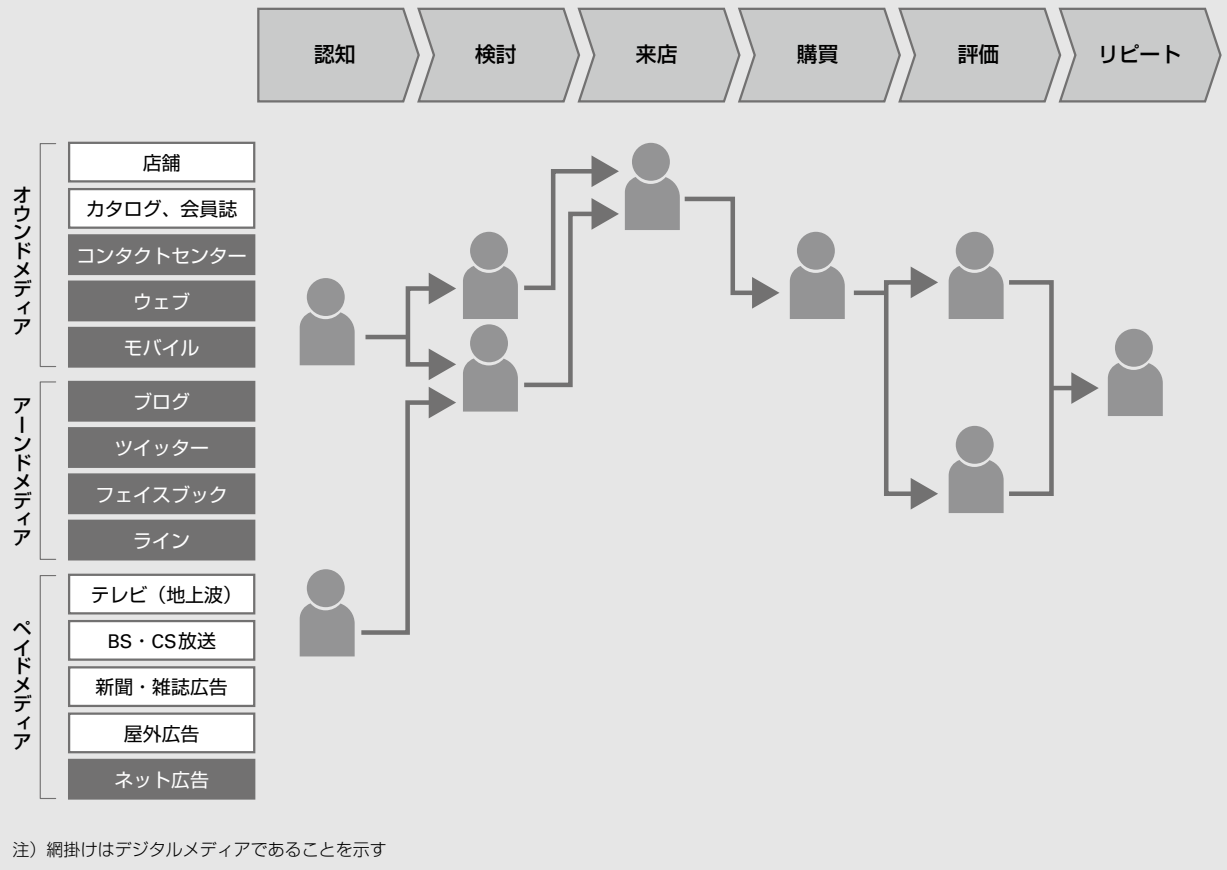 認知
検討
来店
購買
評価
リピート
オウンドメディア
店舗
カタログ、会員誌
コンタクトセンター
ウェブ
モバイル
アーンドメディア
ブログ
ツイッター
フェイスブック
ライン
ペイドメディア
テレビ（地上波）
BS・CS放送
新聞・雑誌広告
屋外広告
ネット広告
注）網掛けはデジタルメディアであることを示す